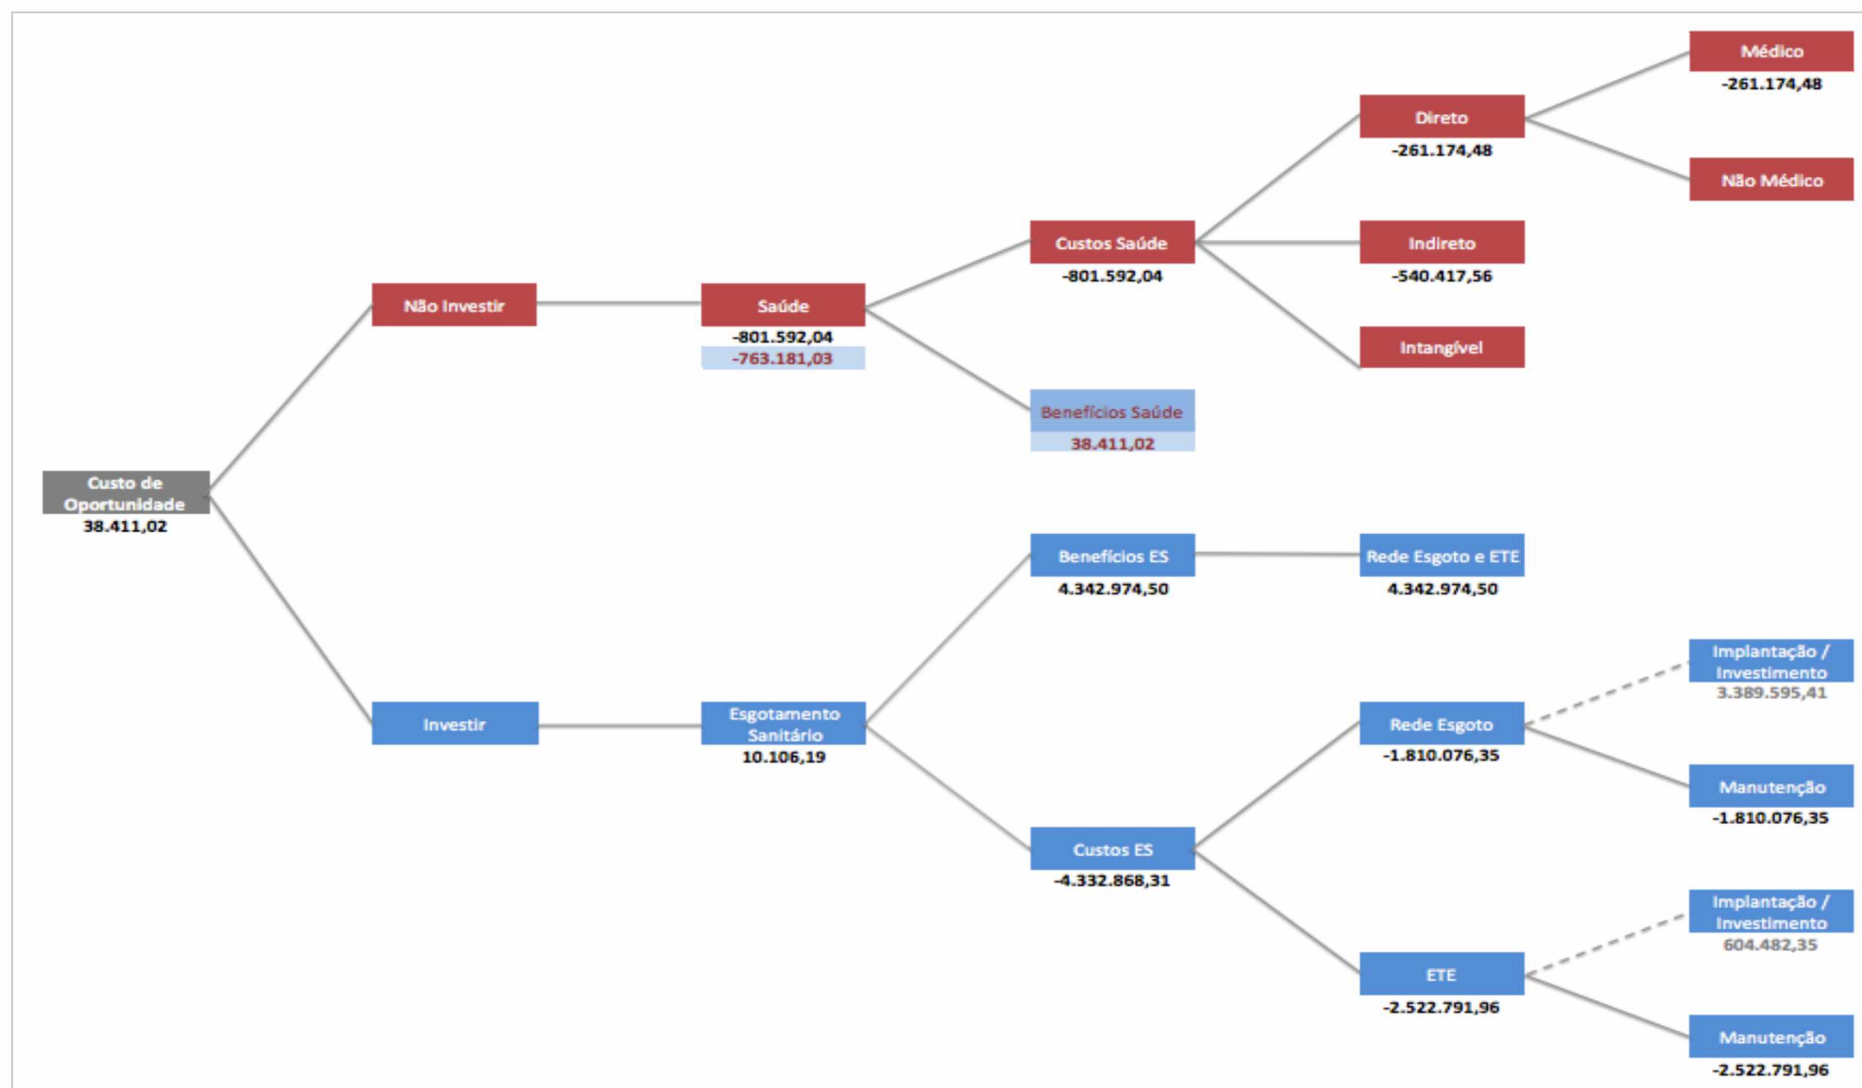 Médico
-261.174,48
Direto
-261.174,48
Não Médico
Custos Saúde
-801.592,04
Indireto
-540.417,56
Não Investir
Saúde
-801.592,04
-763.181,03
Intangível
Benefícios Saúde
38.411,02
Custo de
Oportunidade
38.411,02
Benefícios ES
4.342.974,50
Rede Esgoto e ETE
4.342.974,50
Implantação /
Investimento
3.389.595,41
Investir
Esgotamento
Sanitário
10.106,19
Rede Esgoto
-1.810.076,35
Manutenção
-1.810.076,35
Custos ES
-4.332.868,31
Implantação /
Investimento
604.482,35
ETE
-2.522.791,96
Manutenção
-2.522.791,96